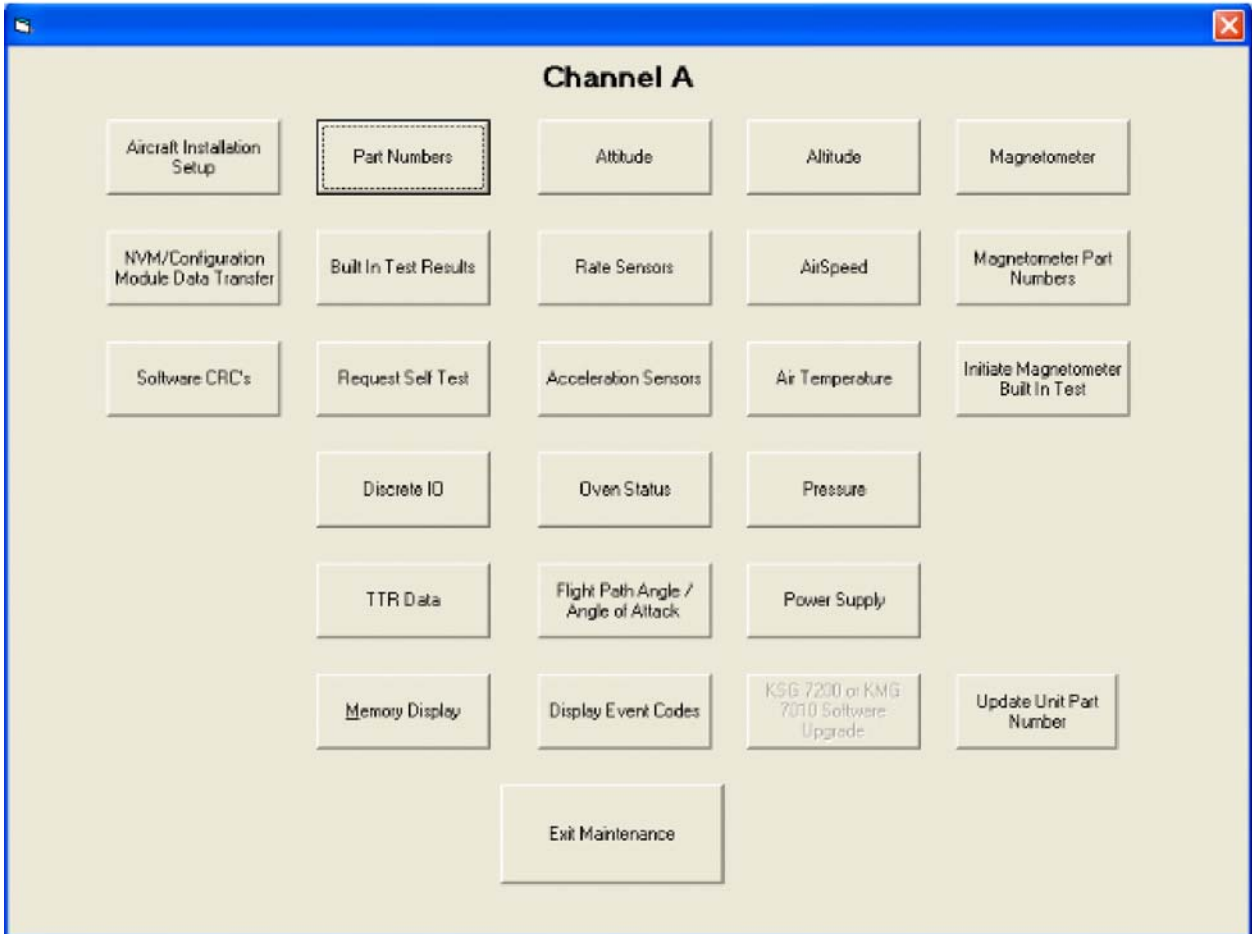 Channel A
Aircraft Installation
Setup
Part Numbers
Attitude
Altitude
Magnetometer
NVM/Configuration
Module Data Transfer
Built In Test Results
Rate Sensors
AirSpeed
Magnetometer Part
Numbers
Software CRC's
Request Self Test
Acceleration Sensors
Air Temperature
Initiate Magnetometer
Built In Test
Discrete IO
Oven Status
Pressure
TTR Data
Flight Path Angle /
Angle of Attack
Power Supply
Memory Display
Display Event Codes
KSG 7200 or KMG
7010 Software
Upgrade
Update Unit Part
Number
Exit Maintenance